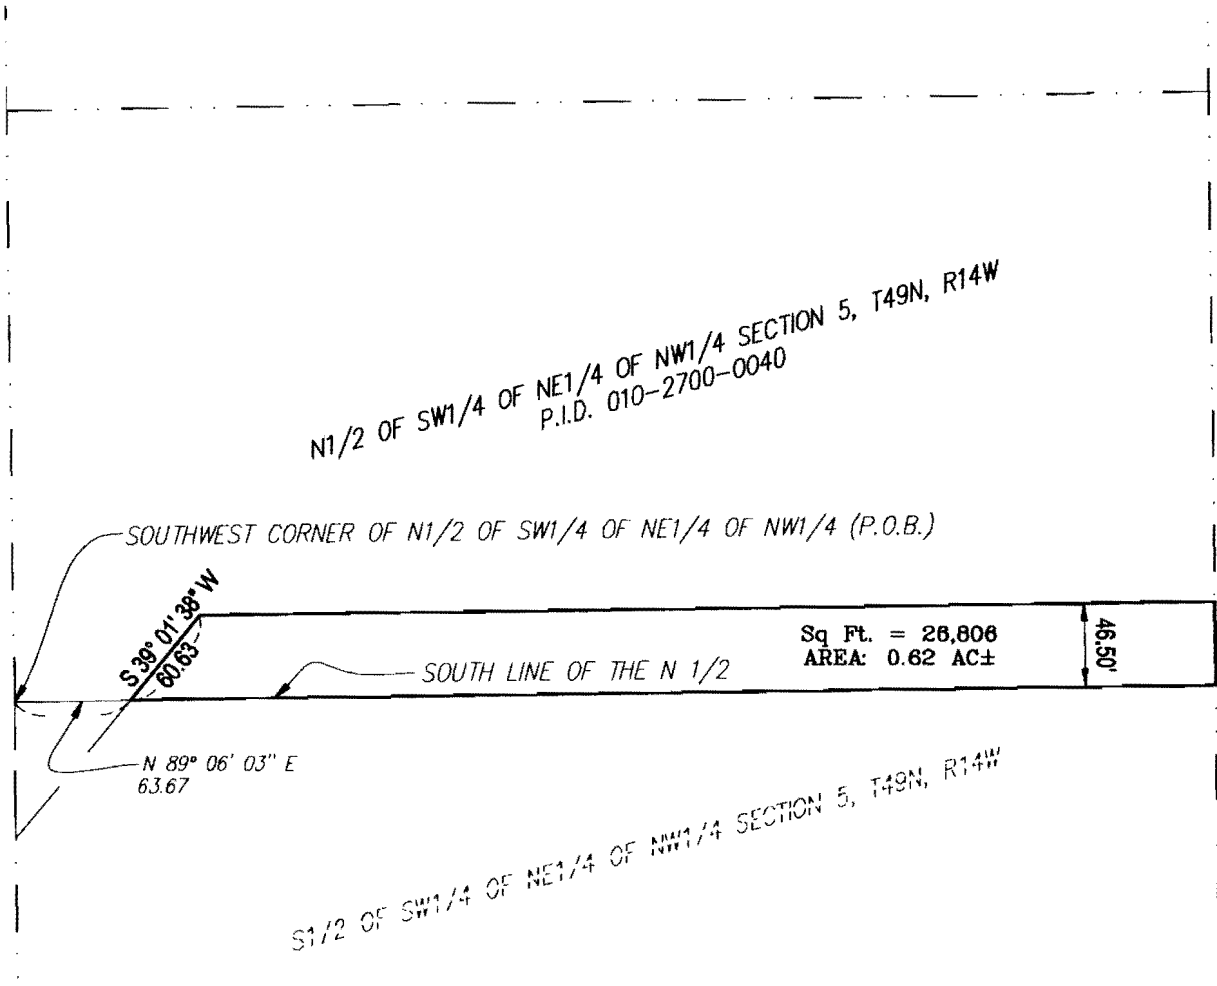 N1/2 OF SW1/4 OF NE1/4 OF NW1/4 SECTION 5, T49N, R14W
P.I.D. 010-2700-0040
SOUTHWEST CORNER OF N1/2 OF SW1/4 OF NE1/4 OF NW1/4 (P.O.B.)
S 39° 01' 38" W
60.63
Sq Ft. = 26,806
AREA: 0.62 AC±
46.50'
SOUTH LINE OF THE N 1/2
N 89° 06' 03" E
63.67
S1/2 OF SW1/4 OF NE1/4 OF NW1/4 SECTION 5, T49N, R14W